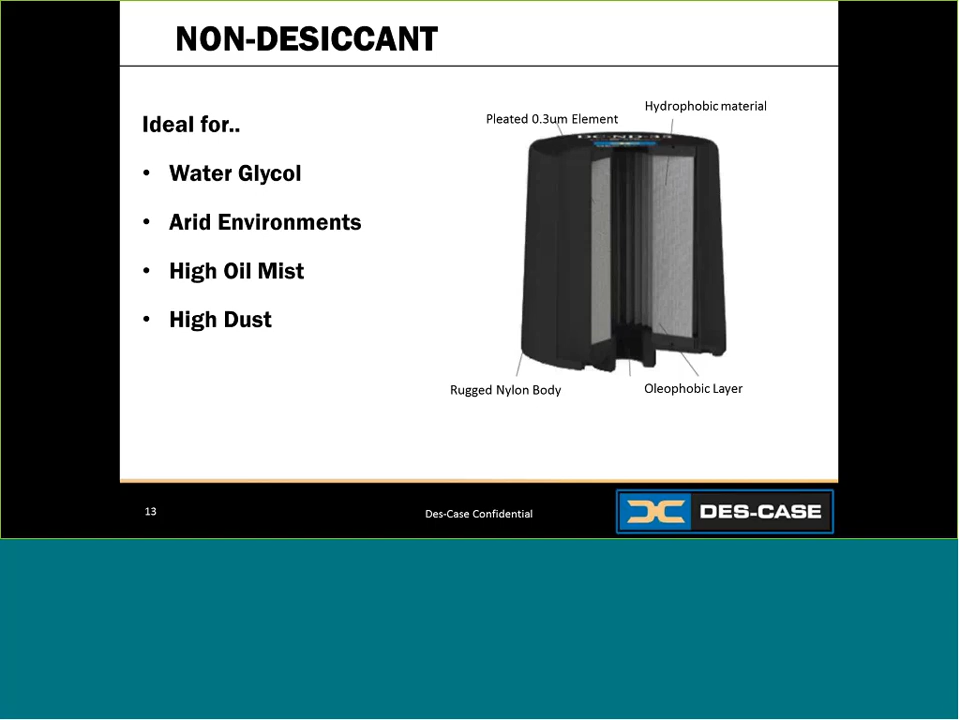 NON-DESICCANT
Ideal for..
• Water Glycol
• Arid Environments
• High Oil Mist
• High Dust
Hydrophobic material
Pleated 0.3um Element
Rugged Nylon Body
Oleophobic Layer
13
Des-Case Confidential
DES-CASE